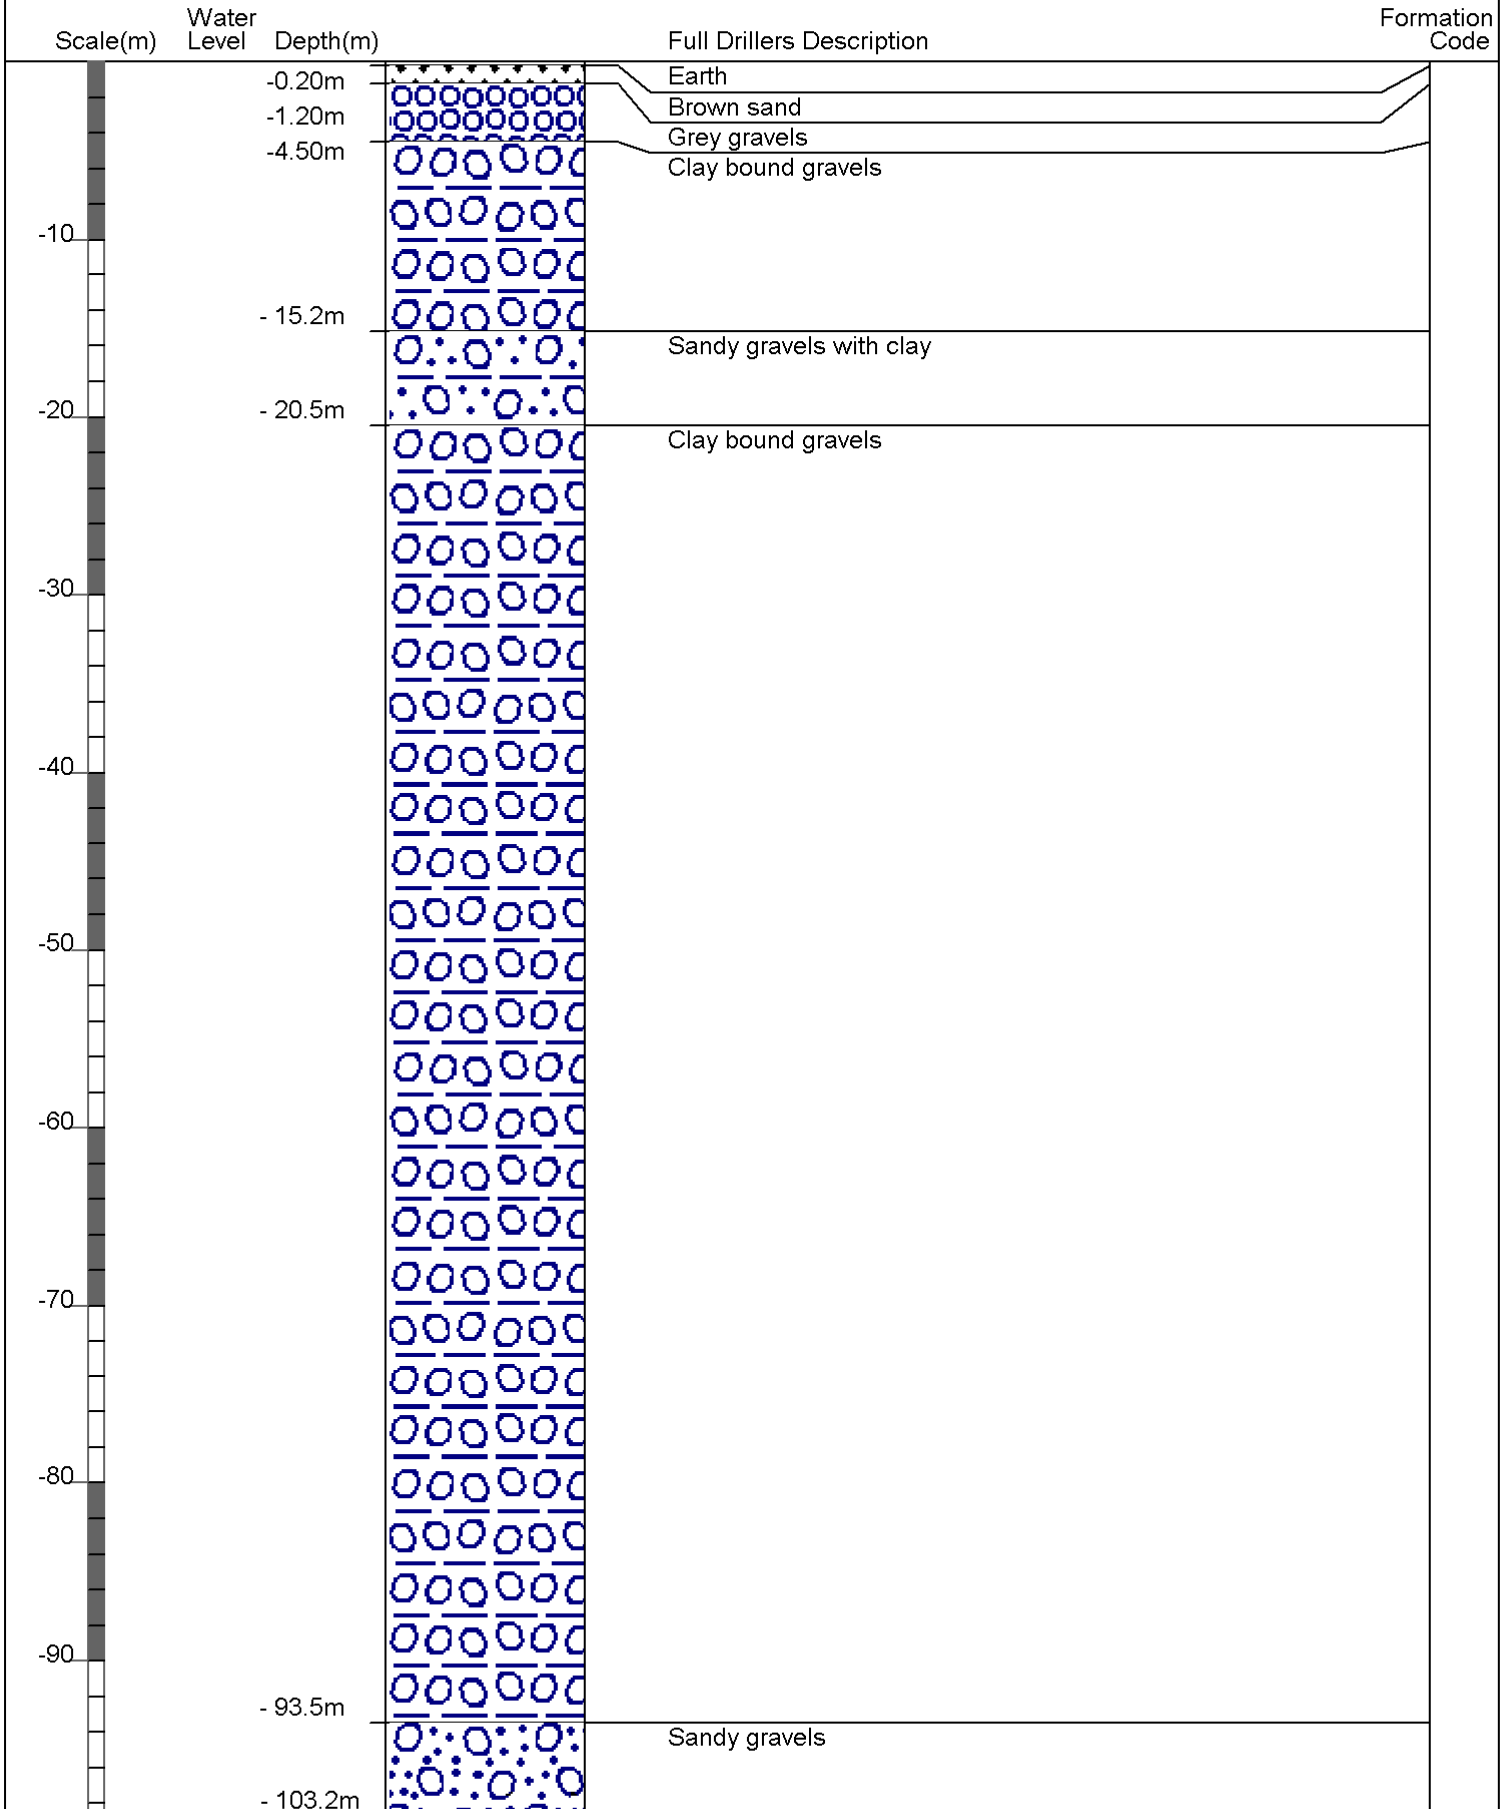 Scale(m) Water Level Depth(m) Full Drillers Description Formation Code
Earth
-0.20m
Brown sand
-1.20m
Grey gravels
-4.50m
Clay bound gravels
-10
- 15.2m
Sandy gravels with clay
-20
- 20.5m
Clay bound gravels
-30
-40
-50
-60
-70
-80
-90
- 93.5m
Sandy gravels
- 103.2m